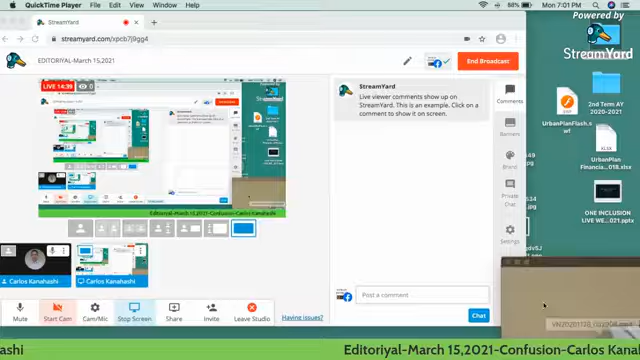 QuickTime Player File Edit View Window Help
88%
Mon 7:01 PM
Powered by
StreamYard
StreamYard
streamyard.com/xpcb7j9gg4
EDITORIYAL-March 15,2021
End Broadcast
LIVE 14:39
0
StreamYard
Live viewer comments show up on
StreamYard. This is an example. Click on a
comment to show it on screen.
Comments
Banners
Brand
Private
Chat
Settings
2nd Term AY
2020-2021
UrbanPlanFlash.s
wf
XLSX
UrbanPlan
Financia
018.xlsx
ONE INCLUSION
LIVE WE
021.pptx
Editoriyal-March 15,2021-Confusion-Carlos Kanahashi
Carlos Kanahashi
Carlos Kanahashi
Mute
Start Cam
Cam/Mic
Stop Screen
Share
Invite
Leave Studio
Having issues?
Post a comment
Chat
ashi
Editoriyal-March 15,2021-Confusion-Carlos Kana